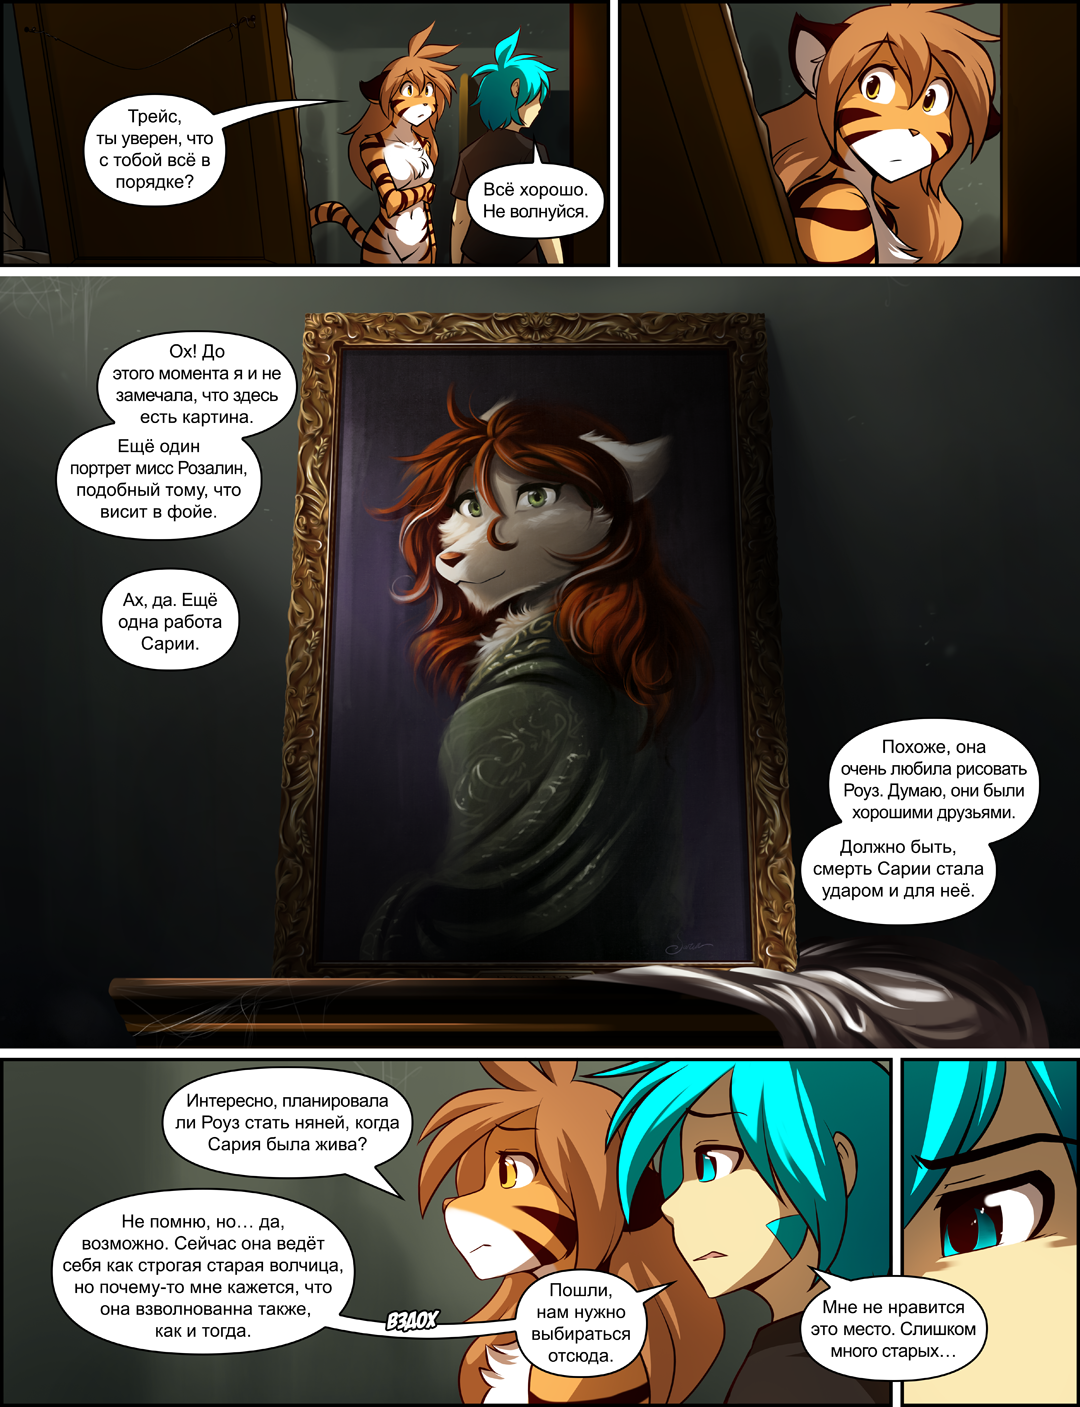 Трейс,
ты уверен, что
с тобой всё в
порядке?
Всё хорошо.
Не волнуйся.
Ох! До
этого момента я и не
замечала, что здесь
есть картина.
Ещё один
портрет мисс Розалин,
подобный тому, что
висит в фойе.
Ах, да. Ещё
одна работа
Сарии.
Похоже, она
очень любила рисовать
Роуз. Думаю, они были
хорошими друзьями.
Должно быть,
смерть Сарии стала
ударом и для неё.
Интересно, планировала
ли Роуз стать няней, когда
Сария была жива?
Не помню, но... да,
возможно. Сейчас она ведёт
себя как строгая старая волчица,
но почему-то мне кажется, что
она взволнованна также,
как и тогда.
ВЗДОХ
Пошли,
нам нужно
выбираться
отсюда.
Мне не нравится
это место. Слишком
много старых...